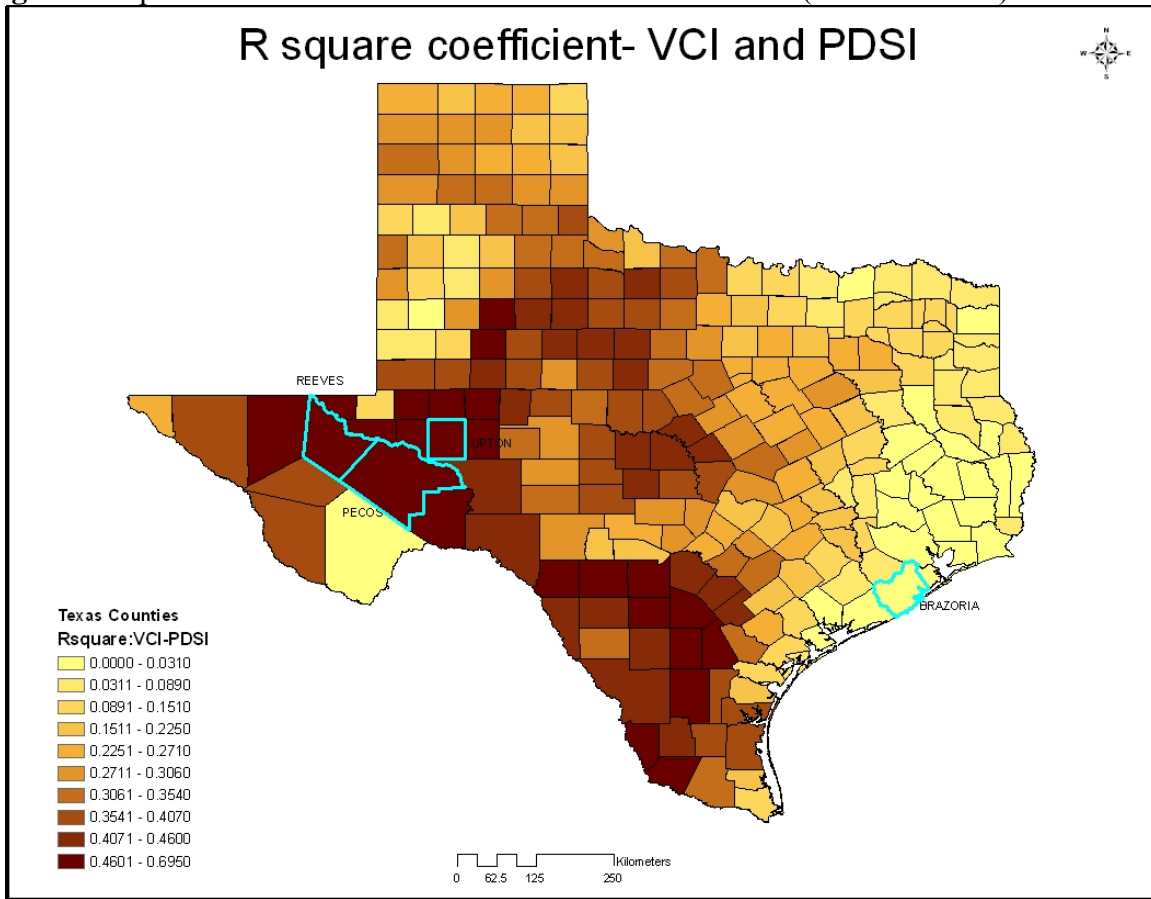 R square coefficient- VCI and PDSI
N
W E
S
REEVES
UPTON
PECOS
BRAZORIA
Texas Counties
Rsquare:VCI-PDSI
0.0000 - 0.0310
0.0311 - 0.0890
0.0891 - 0.1510
0.1511 - 0.2250
0.2251 - 0.2710
0.2711 - 0.3060
0.3061 - 0.3540
0.3541 - 0.4070
0.4071 - 0.4600
0.4601 - 0.6950
Kilometers
0 62.5 125 250